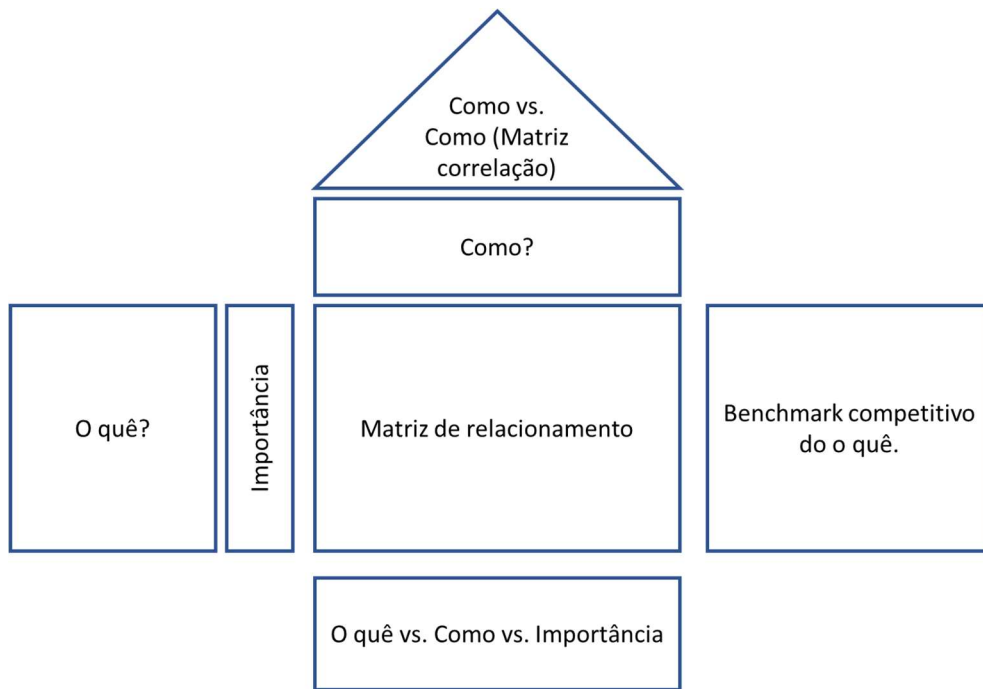 Como vs.
Como (Matriz
correlação)
Como?
O quê?
Importância
Matriz de relacionamento
Benchmark competitivo
do o quê.
O quê vs. Como vs. Importância